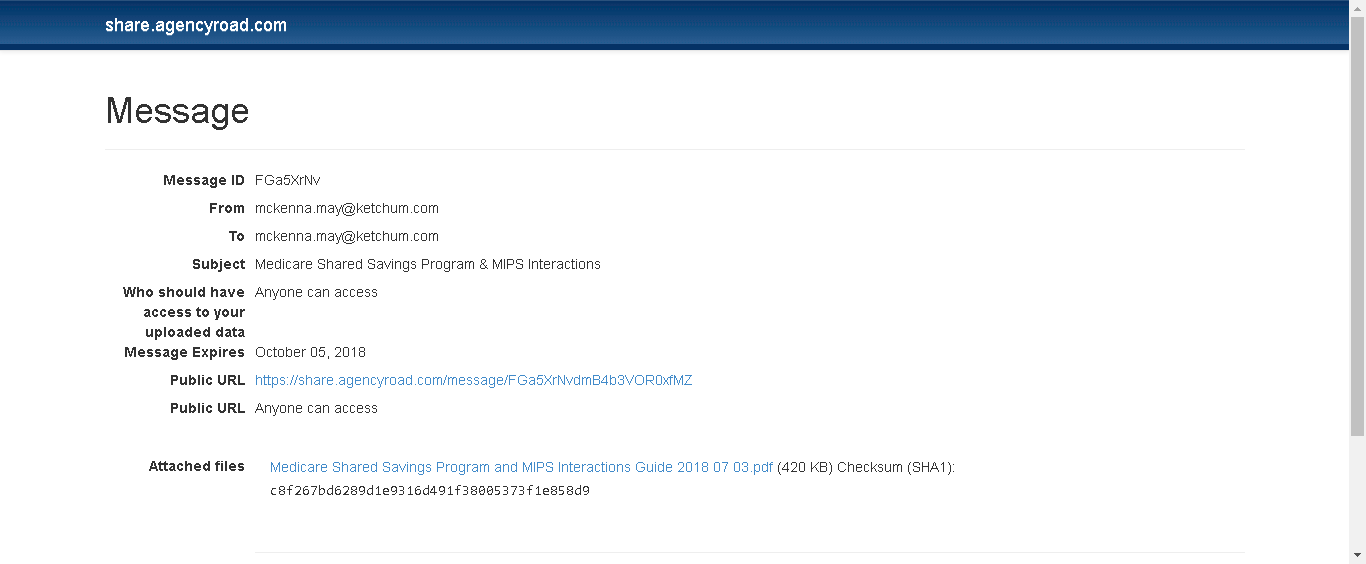 share.agencyroad.com
Message
Message ID FGa5XrNv
From mckenna.may@ketchum.com
To mckenna.may@ketchum.com
Subject Medicare Shared Savings Program & MIPS Interactions
Who should have Anyone can access
access to your
uploaded data
Message Expires October 05, 2018
Public URL https://share.agencyroad.com/message/FGa5XrNvdmB4b3VOR0xfMZ
Public URL Anyone can access
Attached files Medicare Shared Savings Program and MIPS Interactions Guide 2018 07 03.pdf (420 KB) Checksum (SHA1):
c8f267bd6289d1e9316d491f38005373f1e858d9